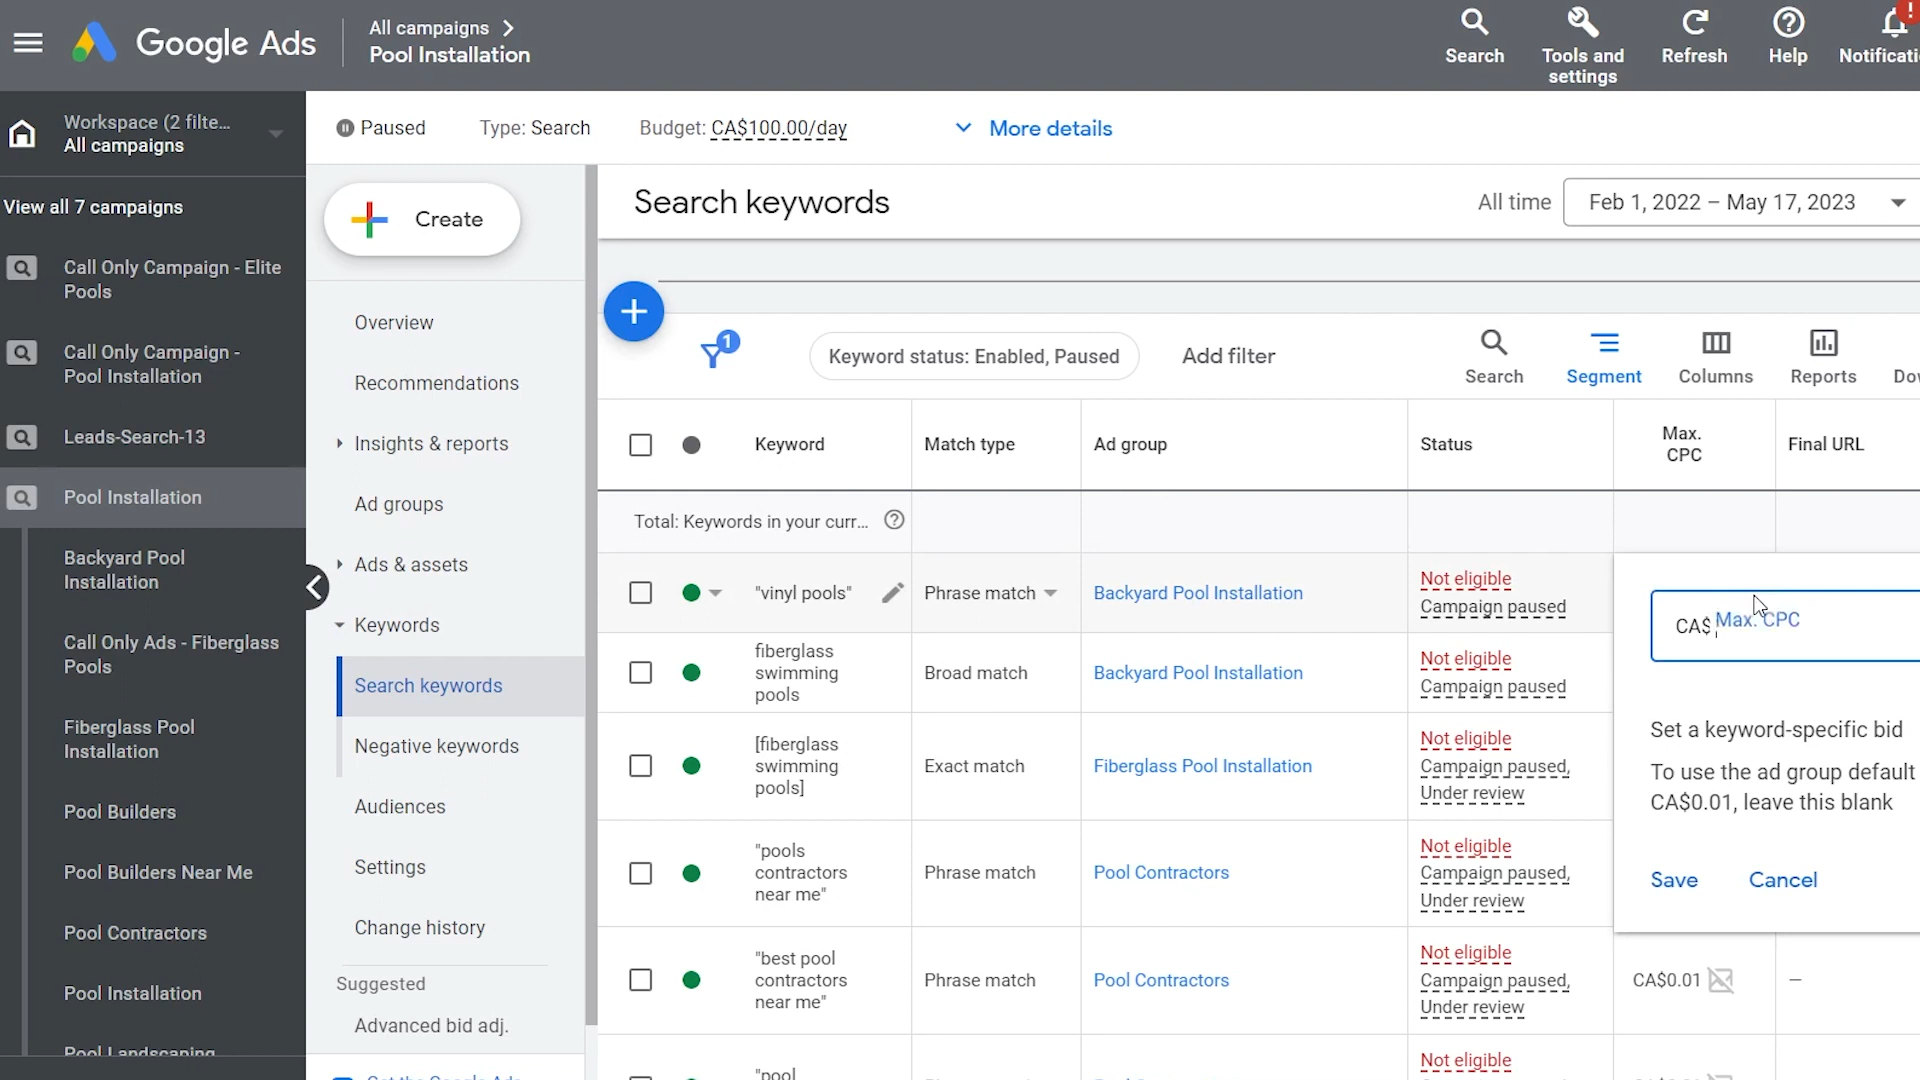 Google Ads
All campaigns
Pool Installation
Search
Tools and
settings
Refresh
Help
Notificati
!
Workspace (2 filte...
All campaigns
Paused
Type: Search
Budget: CA$100.00/day
More details
View all 7 campaigns
Call Only Campaign - Elite
Pools
Call Only Campaign -
Pool Installation
Leads-Search-13
Pool Installation
Backyard Pool
Installation
Call Only Ads - Fiberglass
Pools
Fiberglass Pool
Installation
Pool Builders
Pool Builders Near Me
Pool Contractors
Pool Installation
Pool Landscaping
Create
Overview
Recommendations
Insights & reports
Ad groups
Ads & assets
Keywords
Search keywords
Negative keywords
Audiences
Settings
Change history
Suggested
Advanced bid adj.
Get the Google Ads
Search keywords
All time
Feb 1, 2022 – May 17, 2023
1
Keyword status: Enabled, Paused
Add filter
Search
Segment
Columns
Reports
Dov
Keyword
Match type
Ad group
Status
Max.
CPC
Final URL
Total: Keywords in your curr...
"vinyl pools"
Phrase match
Backyard Pool Installation
Not eligible
Campaign paused
fiberglass
swimming
pools
Broad match
Backyard Pool Installation
Not eligible
Campaign paused
[fiberglass
swimming
pools]
Exact match
Fiberglass Pool Installation
Not eligible
Campaign paused,
Under review
"pools
contractors
near me"
Phrase match
Pool Contractors
Not eligible
Campaign paused,
Under review
"best pool
contractors
near me"
Phrase match
Pool Contractors
Not eligible
Campaign paused,
Under review
CA$0.01
–
"pool
Not eligible
CA$ Max. CPC
Set a keyword-specific bid
To use the ad group default
CA$0.01, leave this blank
Save
Cancel